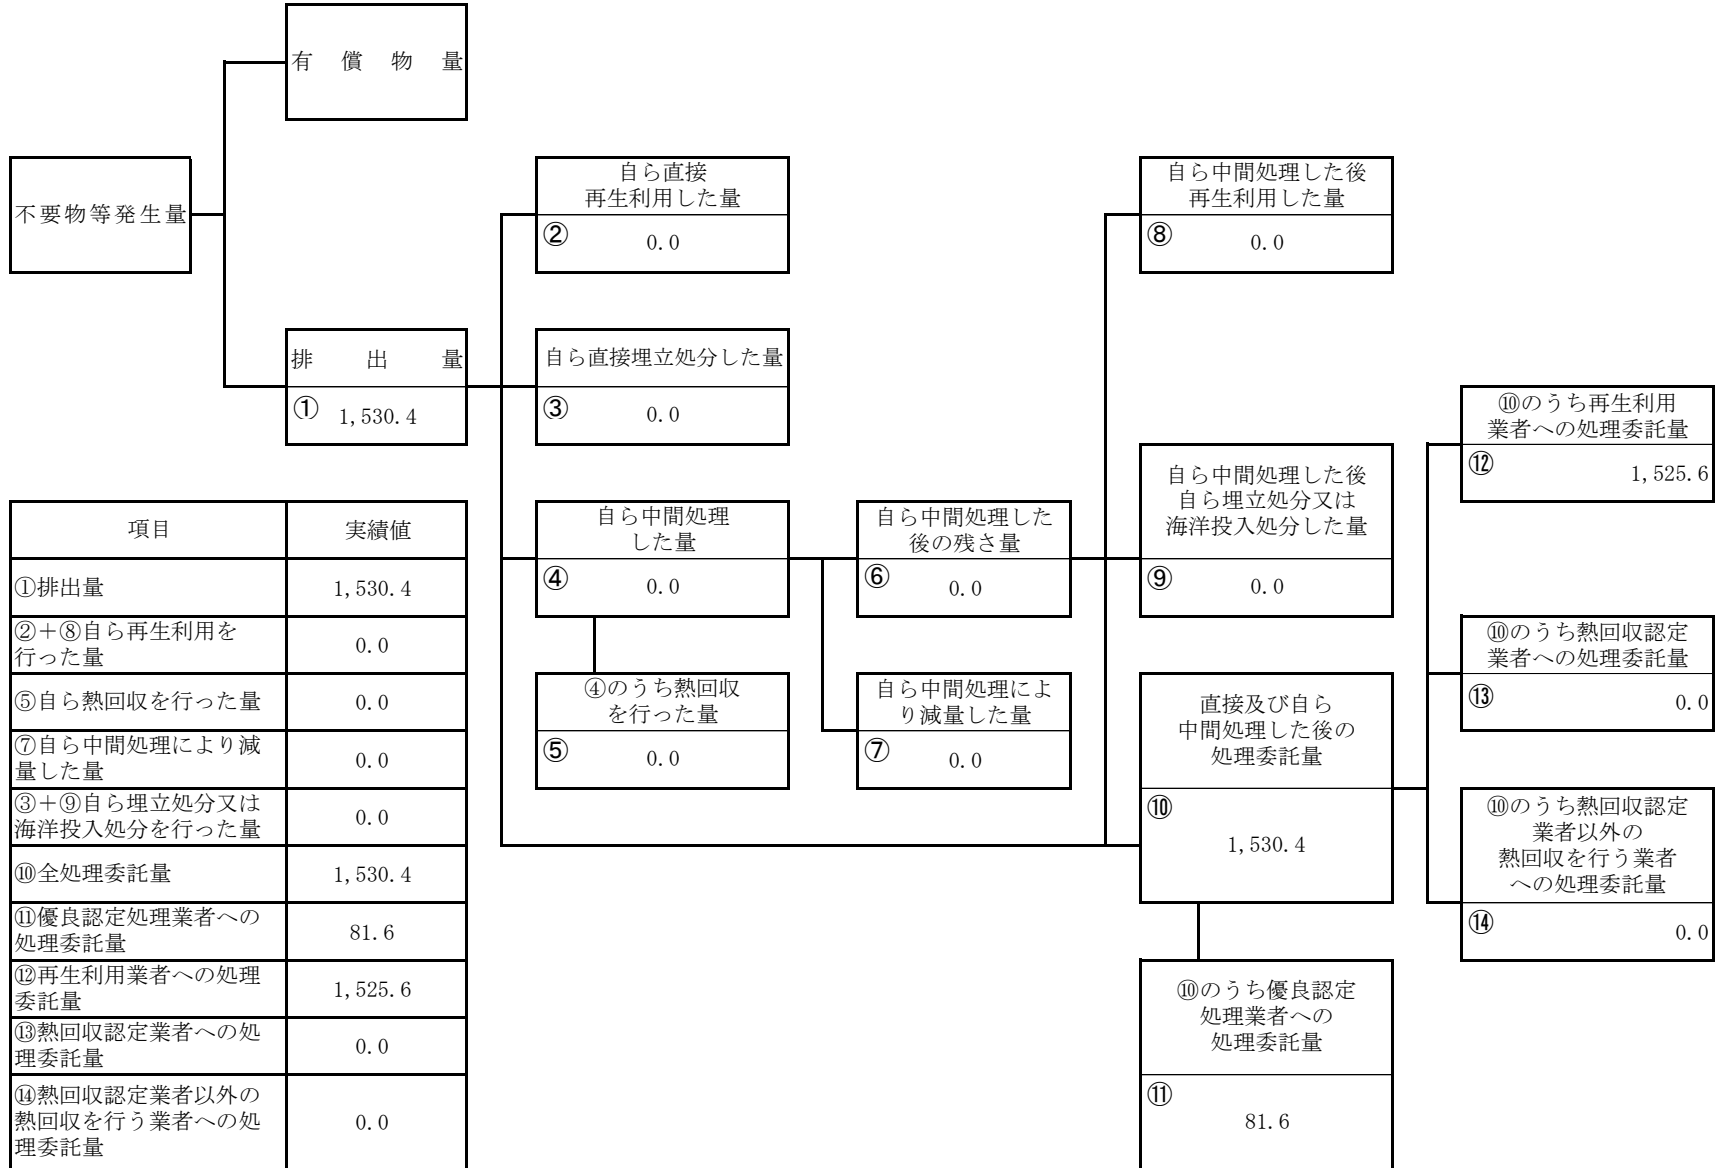 有償物量
不要物等発生量
自ら直接
再生利用した量
② 0.0
自ら中間処理した後
再生利用した量
⑧ 0.0
排出量
① 1,530.4
自ら直接埋立処分した量
③ 0.0
⑩のうち再生利用
業者への処理委託量
⑫ 1,525.6
自ら中間処理
した量
④ 0.0
自ら中間処理した
後の残さ量
⑥ 0.0
自ら中間処理した後
自ら埋立処分又は
海洋投入処分した量
⑨ 0.0
⑩のうち熱回収認定
業者への処理委託量
⑬ 0.0
④のうち熱回収
を行った量
⑤ 0.0
自ら中間処理によ
り減量した量
⑦ 0.0
直接及び自ら
中間処理した後の
処理委託量
⑩
1,530.4
⑩のうち熱回収認定
業者以外の
熱回収を行う業者
への処理委託量
⑭ 0.0
⑩のうち優良認定
処理業者への
処理委託量
⑪
81.6
項目 実績値
①排出量 1,530.4
②+⑧自ら再生利用を
行った量 0.0
⑤自ら熱回収を行った量 0.0
⑦自ら中間処理により減
量した量 0.0
③+⑨自ら埋立処分又は
海洋投入処分を行った量 0.0
⑩全処理委託量 1,530.4
⑪優良認定処理業者への
処理委託量 81.6
⑫再生利用業者への処理
委託量 1,525.6
⑬熱回収認定業者への処
理委託量 0.0
⑭熱回収認定業者以外の
熱回収を行う業者への処
理委託量 0.0